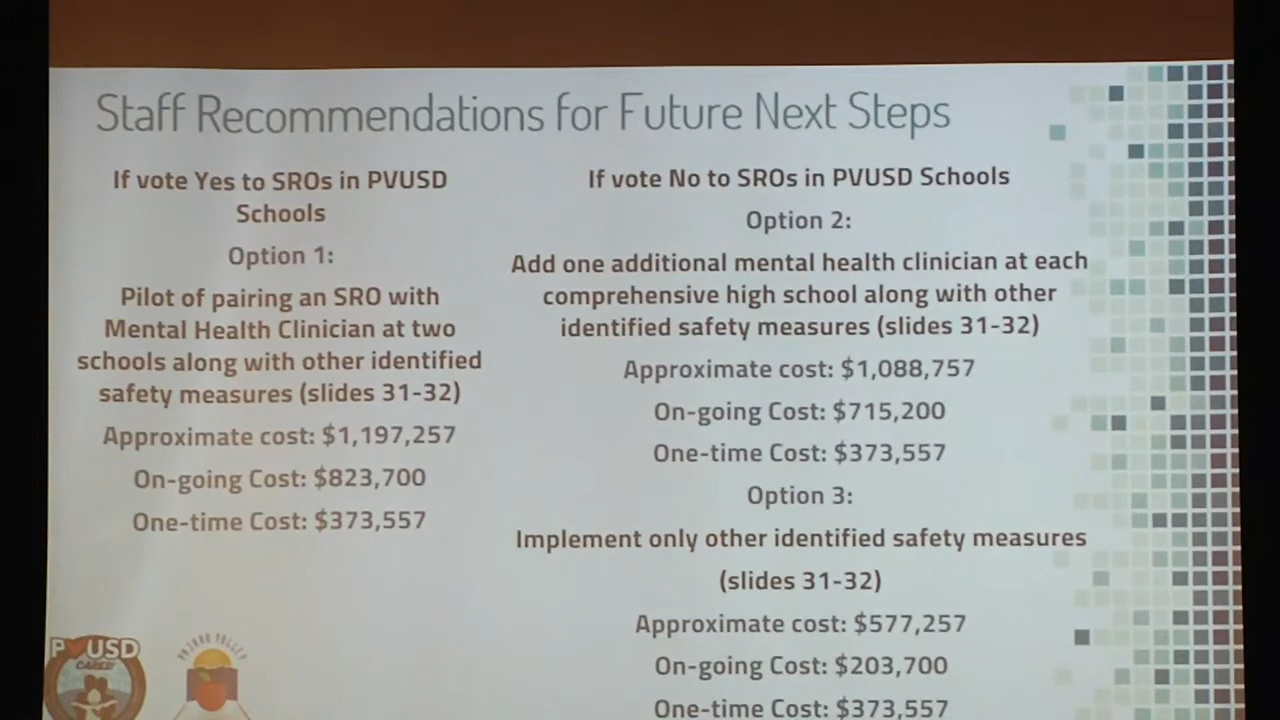 Staff Recommendations for Future Next Steps
If vote Yes to SROs in PVUSD
Schools
Option 1:
Pilot of pairing an SRO with
Mental Health Clinician at two
schools along with other identified
safety measures (slides 31-32)
Approximate cost: $1,197,257
On-going Cost: $823,700
One-time Cost: $373,557
If vote No to SROs in PVUSD Schools
Option 2:
Add one additional mental health clinician at each
comprehensive high school along with other
identified safety measures (slides 31-32)
Approximate cost: $1,088,757
On-going Cost: $715,200
One-time Cost: $373,557
Option 3:
Implement only other identified safety measures
(slides 31-32)
Approximate cost: $577,257
On-going Cost: $203,700
One-time Cost: $373,557
P USD
CARES!
PAJARO VALLEY